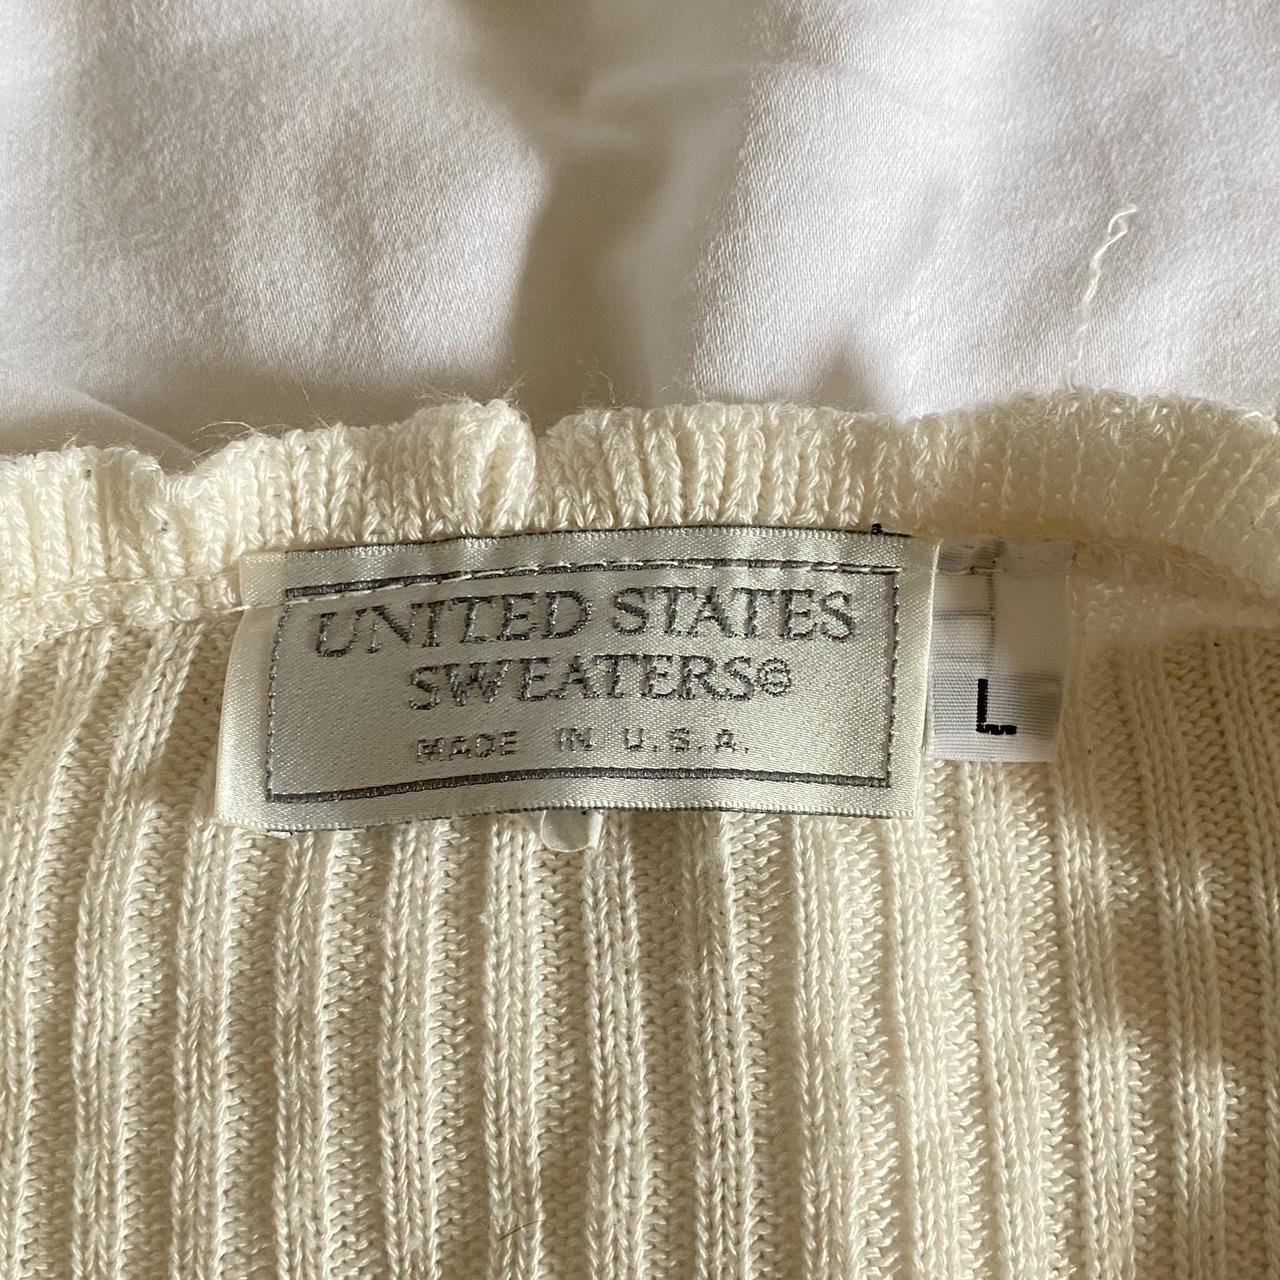 UNITED STATES
SWEATERS®
MADE IN U.S.A.
L